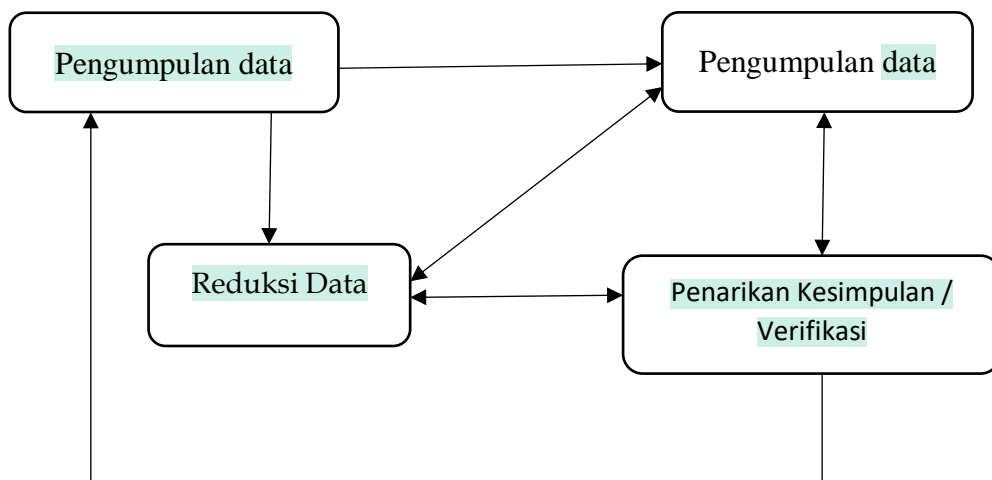 Pengumpulan data
Pengumpulan data
Reduksi Data
Penarikan Kesimpulan /
Verifikasi